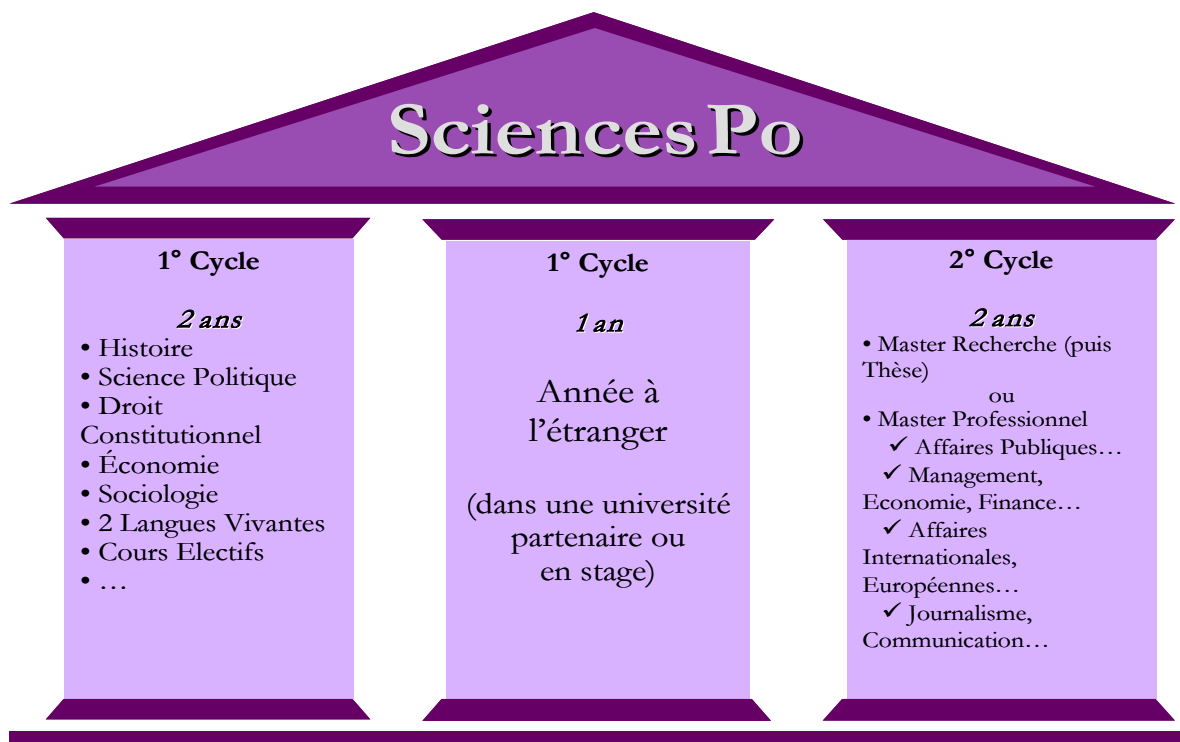 Sciences Po
1° Cycle
2 ans
• Histoire
• Science Politique
• Droit
Constitutionnel
• Économie
• Sociologie
• 2 Langues Vivantes
• Cours Electifs
• …
1° Cycle
1 an
Année à
l’étranger
(dans une université
partenaire ou
en stage)
2° Cycle
2 ans
• Master Recherche (puis
Thèse)
ou
• Master Professionnel
✓ Affaires Publiques…
✓ Management,
Economie, Finance…
✓ Affaires
Internationales,
Européennes…
✓ Journalisme,
Communication…